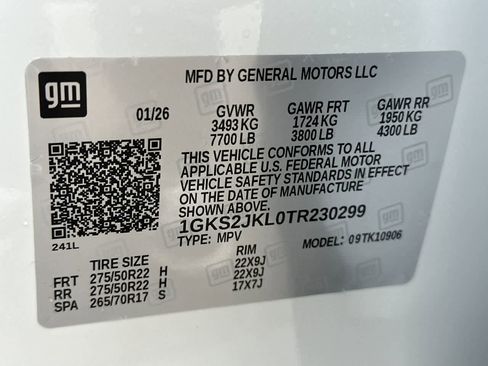 gm
MFD BY GENERAL MOTORS LLC
01/26 GVWR GAWR FRT GAWR RR
3493 KG 1724 KG 1950 KG
7700 LB 3800 LB 4300 LB
THIS VEHICLE CONFORMS TO ALL
APPLICABLE U.S. FEDERAL MOTOR
VEHICLE SAFETY STANDARDS IN EFFECT
ON THE DATE OF MANUFACTURE
SHOWN ABOVE.
1GKS2JKL0TR230299
241L TYPE: MPV MODEL: 09TK10906
TIRE SIZE RIM
FRT 275/50R22 H 22X9J
RR 275/50R22 H 22X9J
SPA 265/70R17 S 17X7J